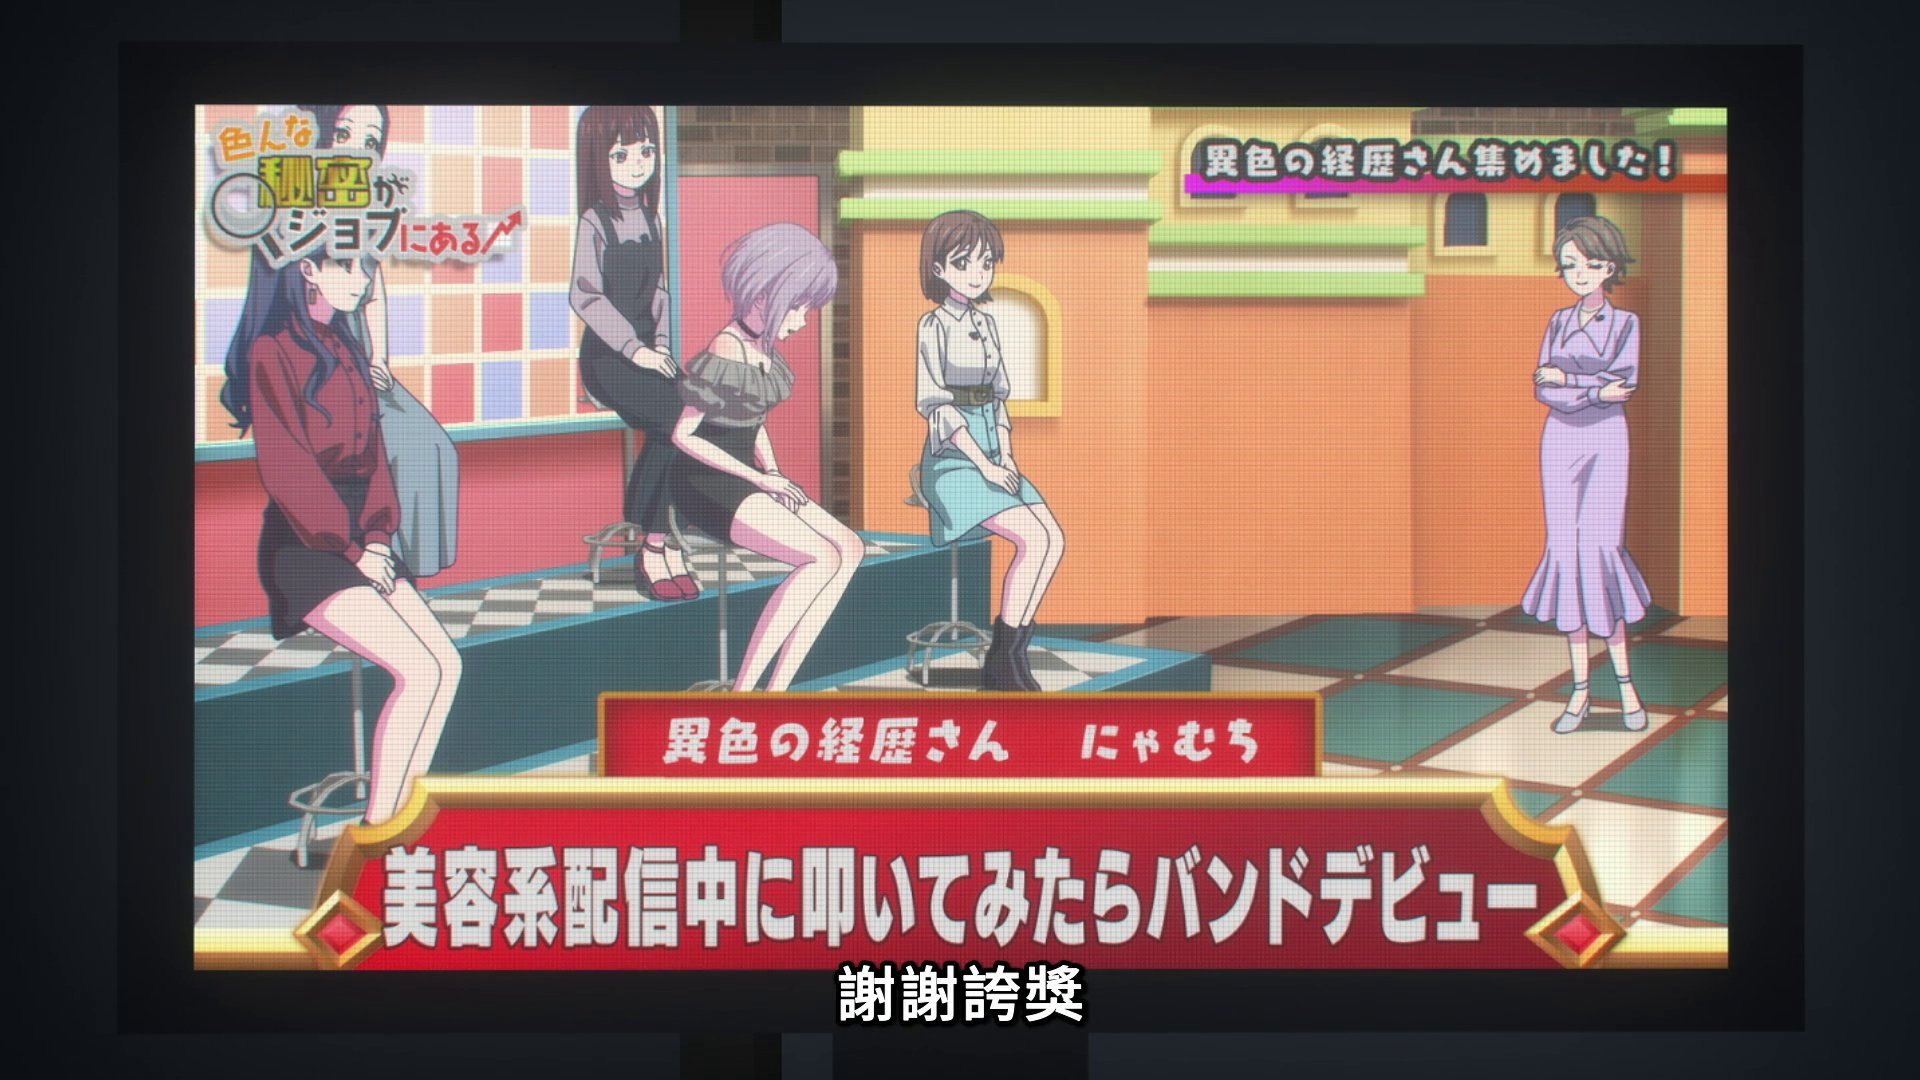 色んな
秘密が
ジョブにある
異色の経歴さん集めました!
異色の経歴さん　にゃむち
美容系配信中に叩いてみたらバンドデビュー
謝謝誇獎